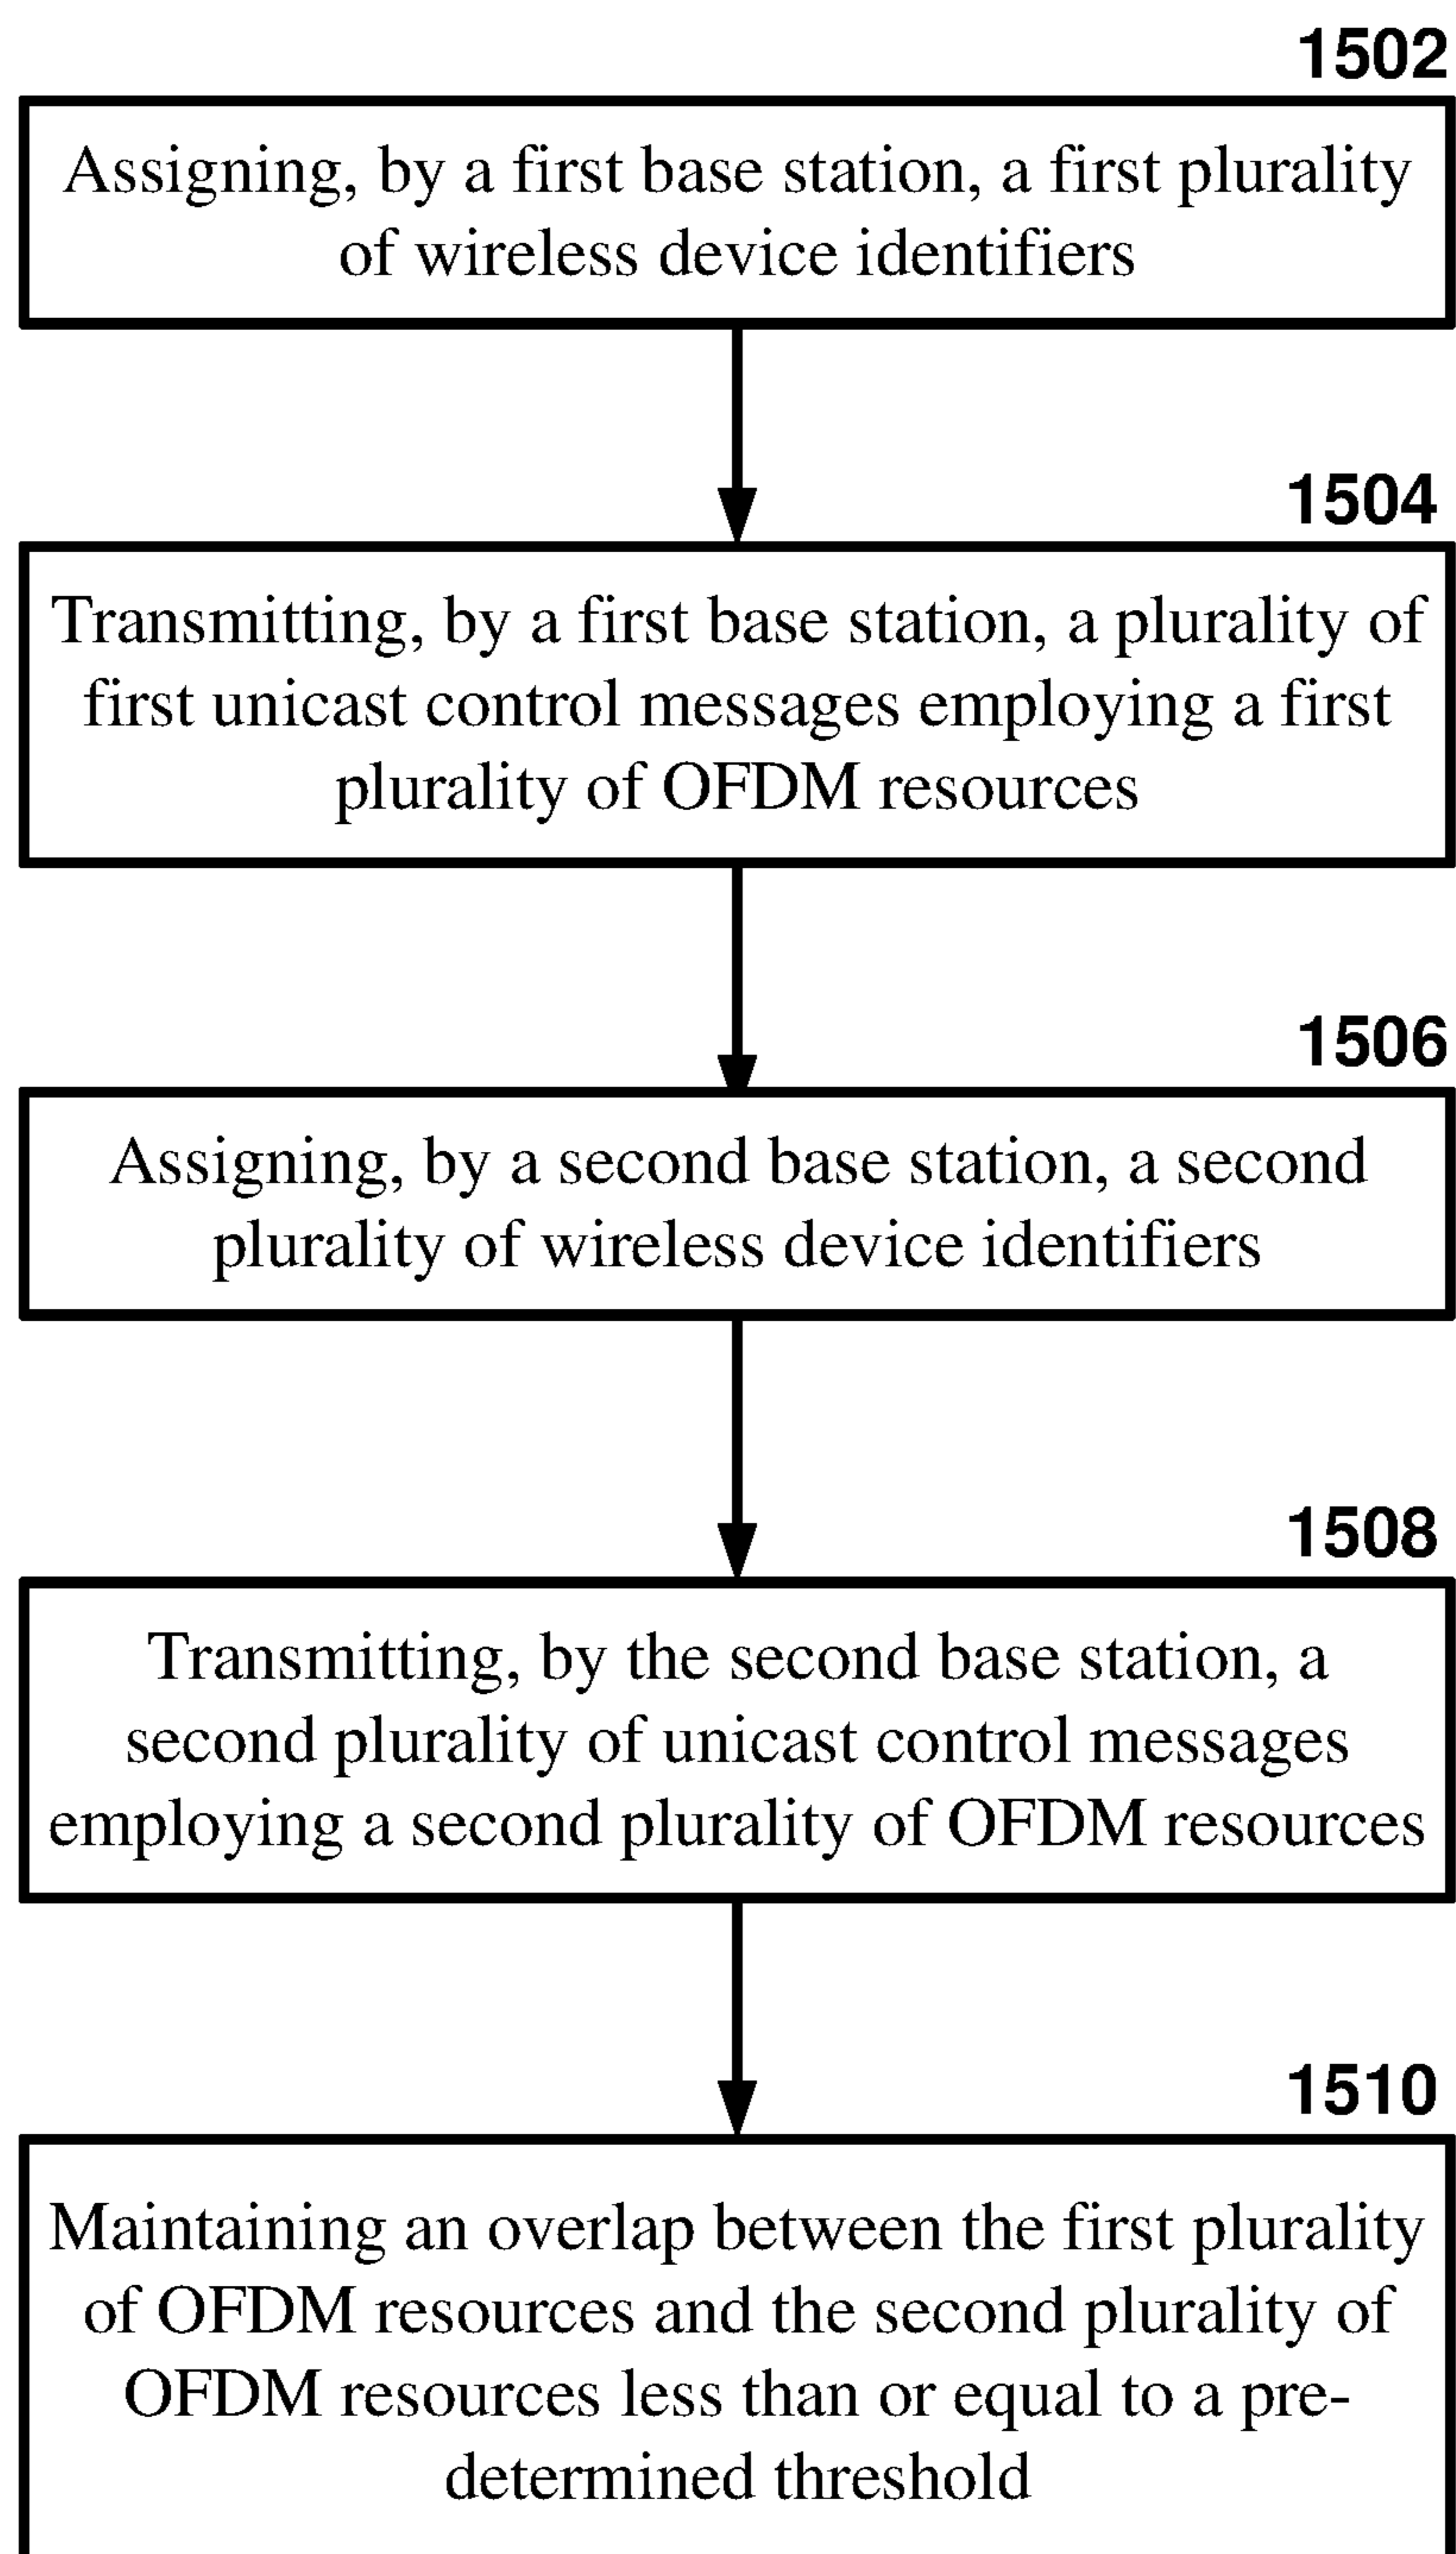 1502
Assigning, by a first base station, a first plurality
of wireless device identifiers
1504
Transmitting, by a first base station, a plurality of
first unicast control messages employing a first
plurality of OFDM resources
1506
Assigning, by a second base station, a second
plurality of wireless device identifiers
1508
Transmitting, by the second base station, a
second plurality of unicast control messages
employing a second plurality of OFDM resources
1510
Maintaining an overlap between the first plurality
of OFDM resources and the second plurality of
OFDM resources less than or equal to a pre-
determined threshold